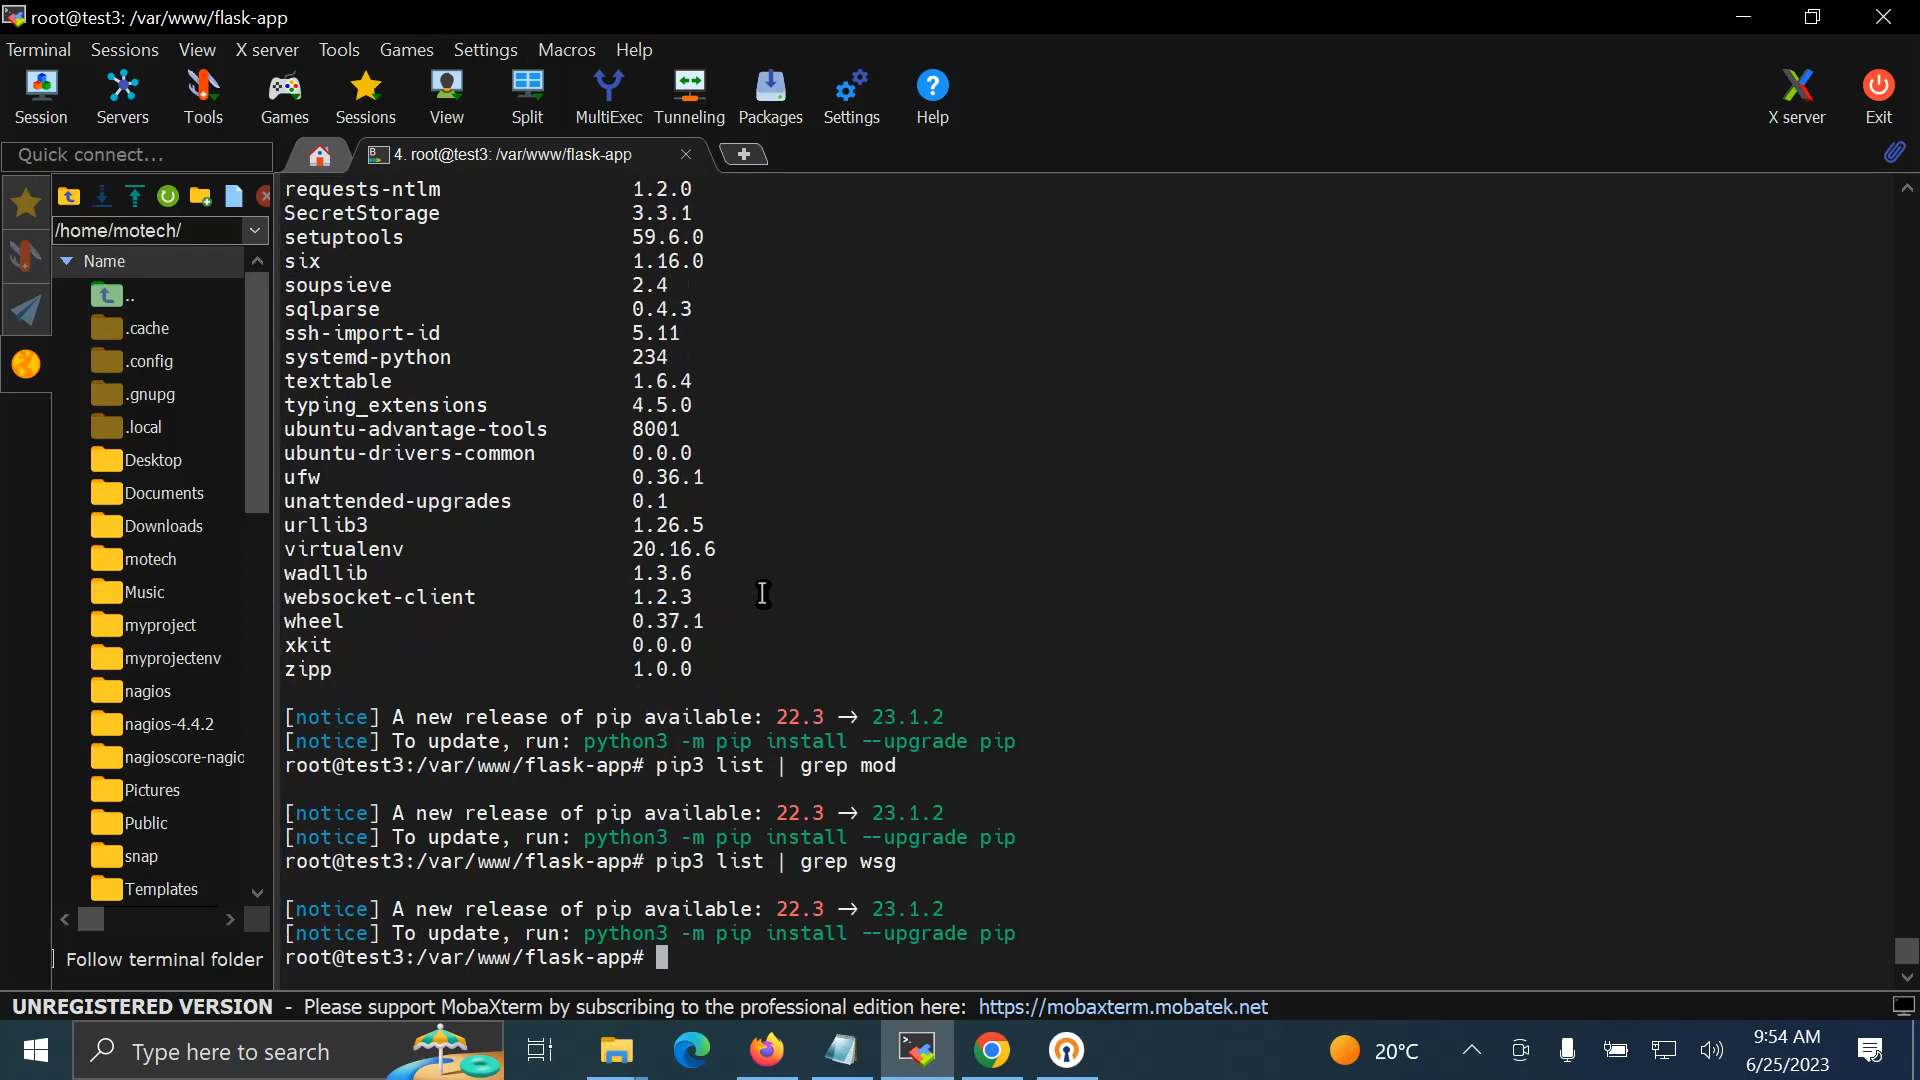 root@test3: /var/www/flask-app
Terminal Sessions View X server Tools Games Settings Macros Help
Session Servers Tools Games Sessions View Split MultiExec Tunneling Packages Settings Help X server Exit
Quick connect...
4. root@test3: /var/www/flask-app
/home/motech/
Name
..
.cache
.config
.gnupg
.local
Desktop
Documents
Downloads
motech
Music
myproject
myprojectenv
nagios
nagios-4.4.2
nagioscore-nagio
Pictures
Public
snap
Templates
Follow terminal folder
requests-ntlm 1.2.0
SecretStorage 3.3.1
setuptools 59.6.0
six 1.16.0
soupsieve 2.4
sqlparse 0.4.3
ssh-import-id 5.11
systemd-python 234
texttable 1.6.4
typing_extensions 4.5.0
ubuntu-advantage-tools 8001
ubuntu-drivers-common 0.0.0
ufw 0.36.1
unattended-upgrades 0.1
urllib3 1.26.5
virtualenv 20.16.6
wadllib 1.3.6
websocket-client 1.2.3
wheel 0.37.1
xkit 0.0.0
zipp 1.0.0
[notice] A new release of pip available: 22.3 -> 23.1.2
[notice] To update, run: python3 -m pip install --upgrade pip
root@test3:/var/www/flask-app# pip3 list | grep mod
[notice] A new release of pip available: 22.3 -> 23.1.2
[notice] To update, run: python3 -m pip install --upgrade pip
root@test3:/var/www/flask-app# pip3 list | grep wsg
[notice] A new release of pip available: 22.3 -> 23.1.2
[notice] To update, run: python3 -m pip install --upgrade pip
root@test3:/var/www/flask-app#
UNREGISTERED VERSION - Please support MobaXterm by subscribing to the professional edition here: https://mobaxterm.mobatek.net
Type here to search
20°C
9:54 AM
6/25/2023